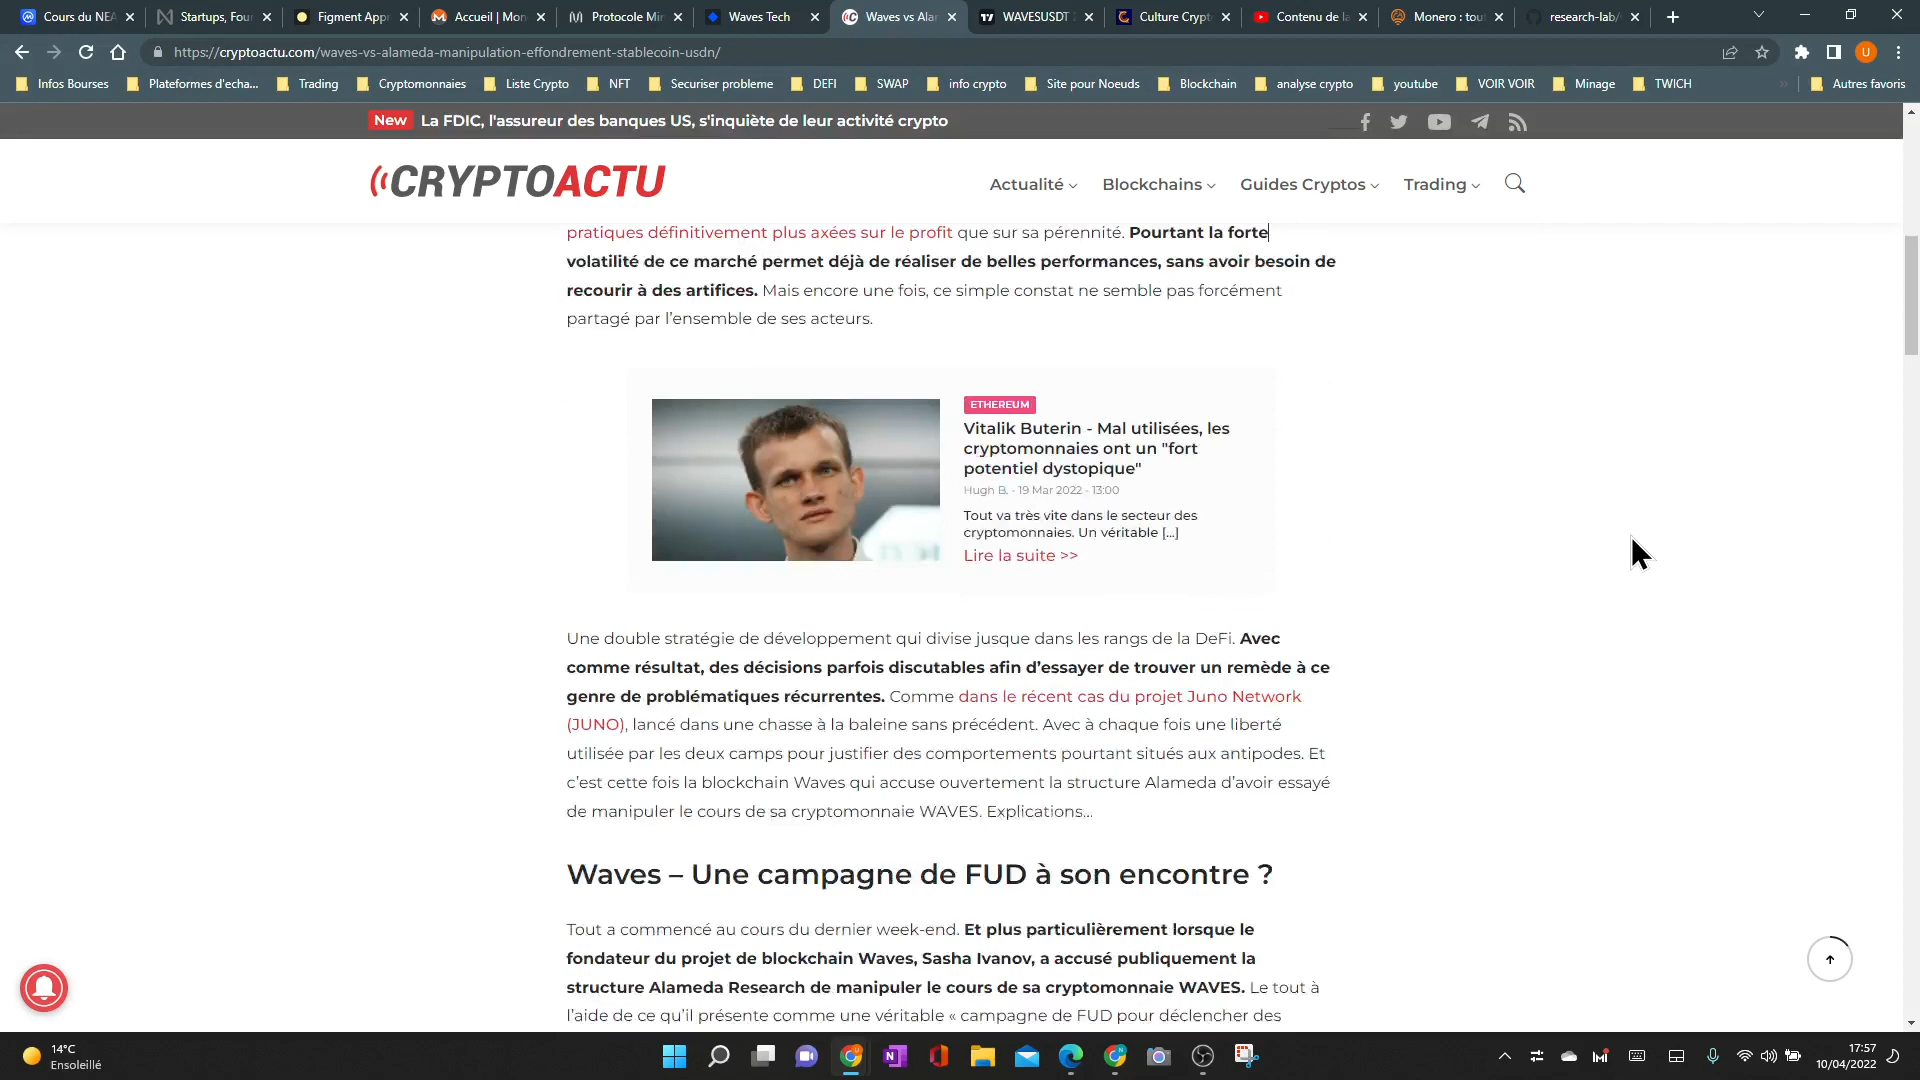 Cours du NEA
Startups, Four
Figment Appr
Accueil | Mon
Protocole Mir
Waves Tech
Waves vs Alar
WAVESUSDT 2
Culture Crypt
Contenu de la
Monero : tout
research-lab/
https://cryptoactu.com/waves-vs-alameda-manipulation-effondrement-stablecoin-usdn/
U
Infos Bourses
Plateformes d'echa...
Trading
Cryptomonnaies
Liste Crypto
NFT
Securiser probleme
DEFI
SWAP
info crypto
Site pour Noeuds
Blockchain
analyse crypto
youtube
VOIR VOIR
Minage
TWICH
Autres favoris
New La FDIC, l'assureur des banques US, s'inquiète de leur activité crypto
CRYPTOACTU
Actualité
Blockchains
Guides Cryptos
Trading
pratiques définitivement plus axées sur le profit que sur sa pérennité. Pourtant la forte
volatilité de ce marché permet déjà de réaliser de belles performances, sans avoir besoin de
recourir à des artifices. Mais encore une fois, ce simple constat ne semble pas forcément
partagé par l'ensemble de ses acteurs.
ETHEREUM
Vitalik Buterin - Mal utilisées, les
cryptomonnaies ont un "fort
potentiel dystopique"
Hugh B. - 19 Mar 2022 - 13:00
Tout va très vite dans le secteur des
cryptomonnaies. Un véritable [...]
Lire la suite >>
Une double stratégie de développement qui divise jusque dans les rangs de la DeFi. Avec
comme résultat, des décisions parfois discutables afin d'essayer de trouver un remède à ce
genre de problématiques récurrentes. Comme dans le récent cas du projet Juno Network
(JUNO), lancé dans une chasse à la baleine sans précédent. Avec à chaque fois une liberté
utilisée par les deux camps pour justifier des comportements pourtant situés aux antipodes. Et
c'est cette fois la blockchain Waves qui accuse ouvertement la structure Alameda d'avoir essayé
de manipuler le cours de sa cryptomonnaie WAVES. Explications...
Waves – Une campagne de FUD à son encontre ?
Tout a commencé au cours du dernier week-end. Et plus particulièrement lorsque le
fondateur du projet de blockchain Waves, Sasha Ivanov, a accusé publiquement la
structure Alameda Research de manipuler le cours de sa cryptomonnaie WAVES. Le tout à
l'aide de ce qu'il présente comme une véritable « campagne de FUD pour déclencher des
14°C
Ensoleillé
17:57
10/04/2022